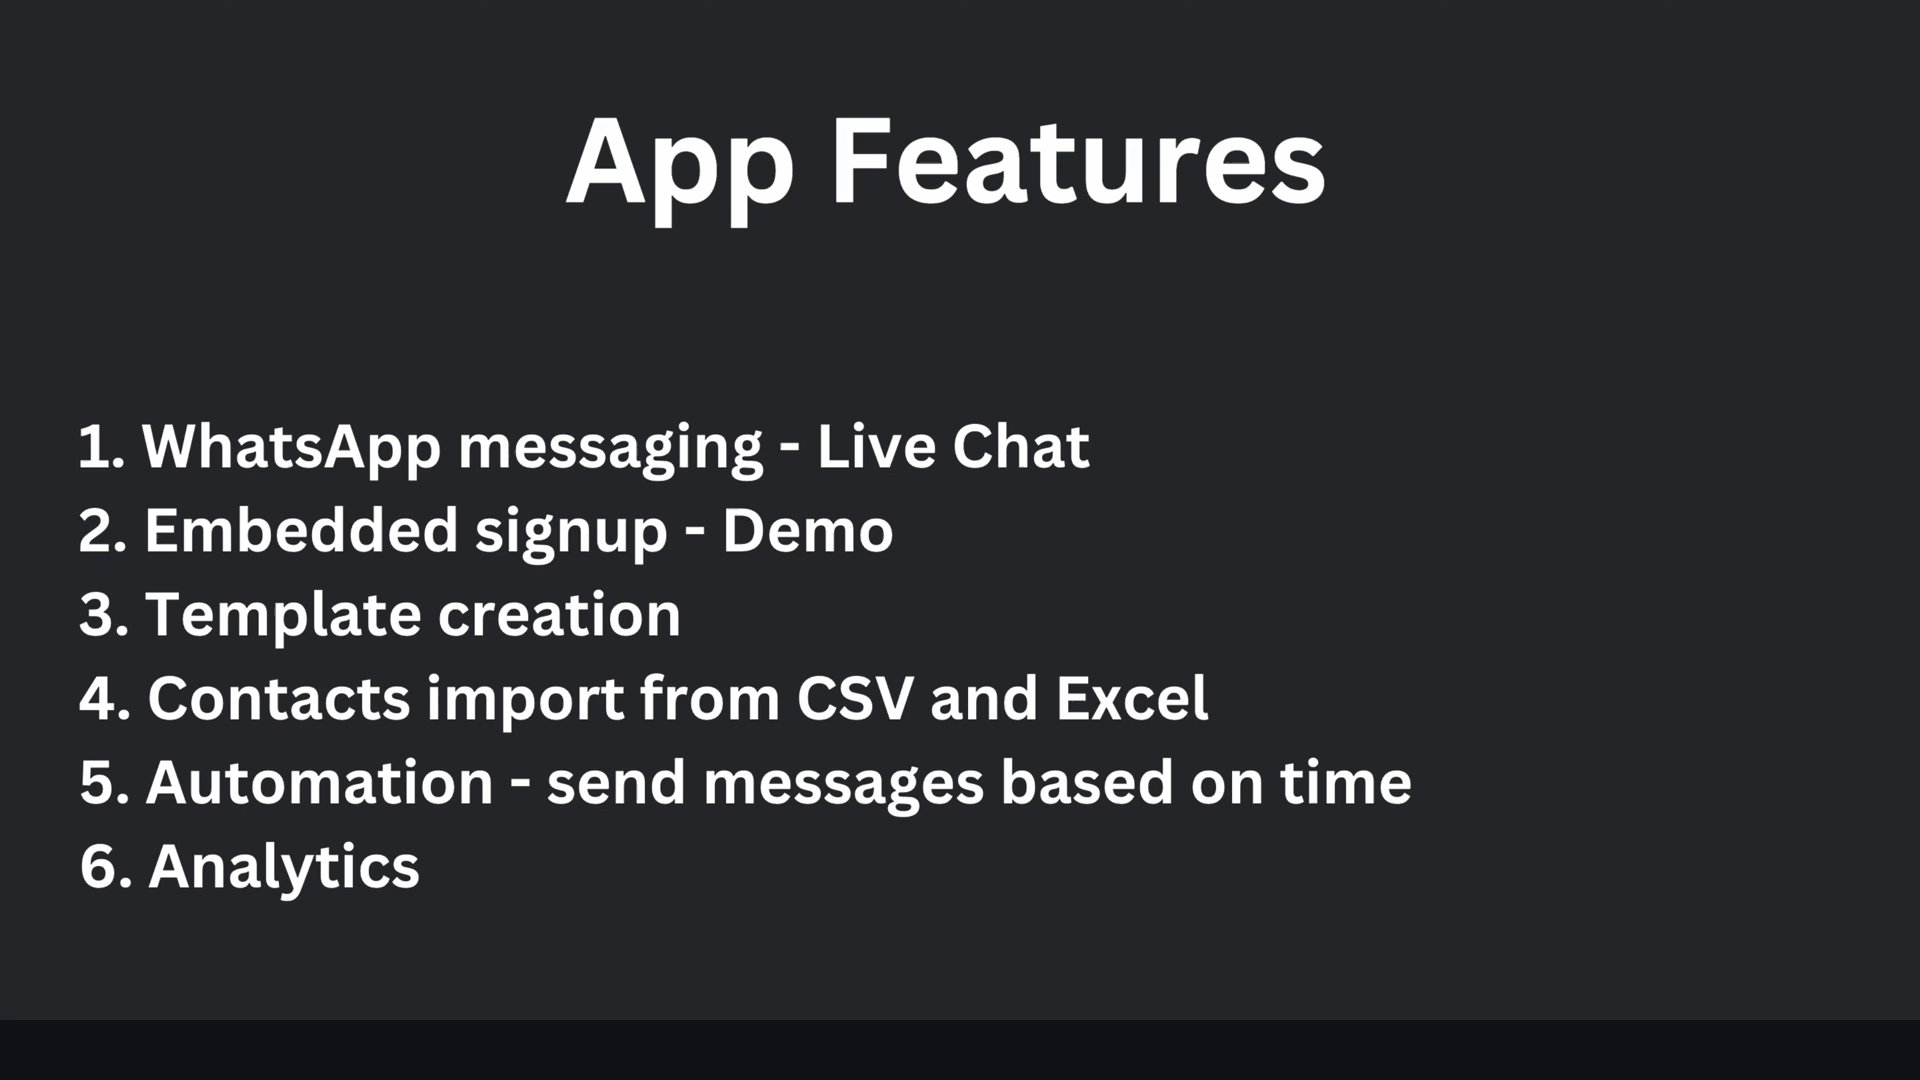 App Features
1. WhatsApp messaging - Live Chat
2. Embedded signup - Demo
3. Template creation
4. Contacts import from CSV and Excel
5. Automation - send messages based on time
6. Analytics